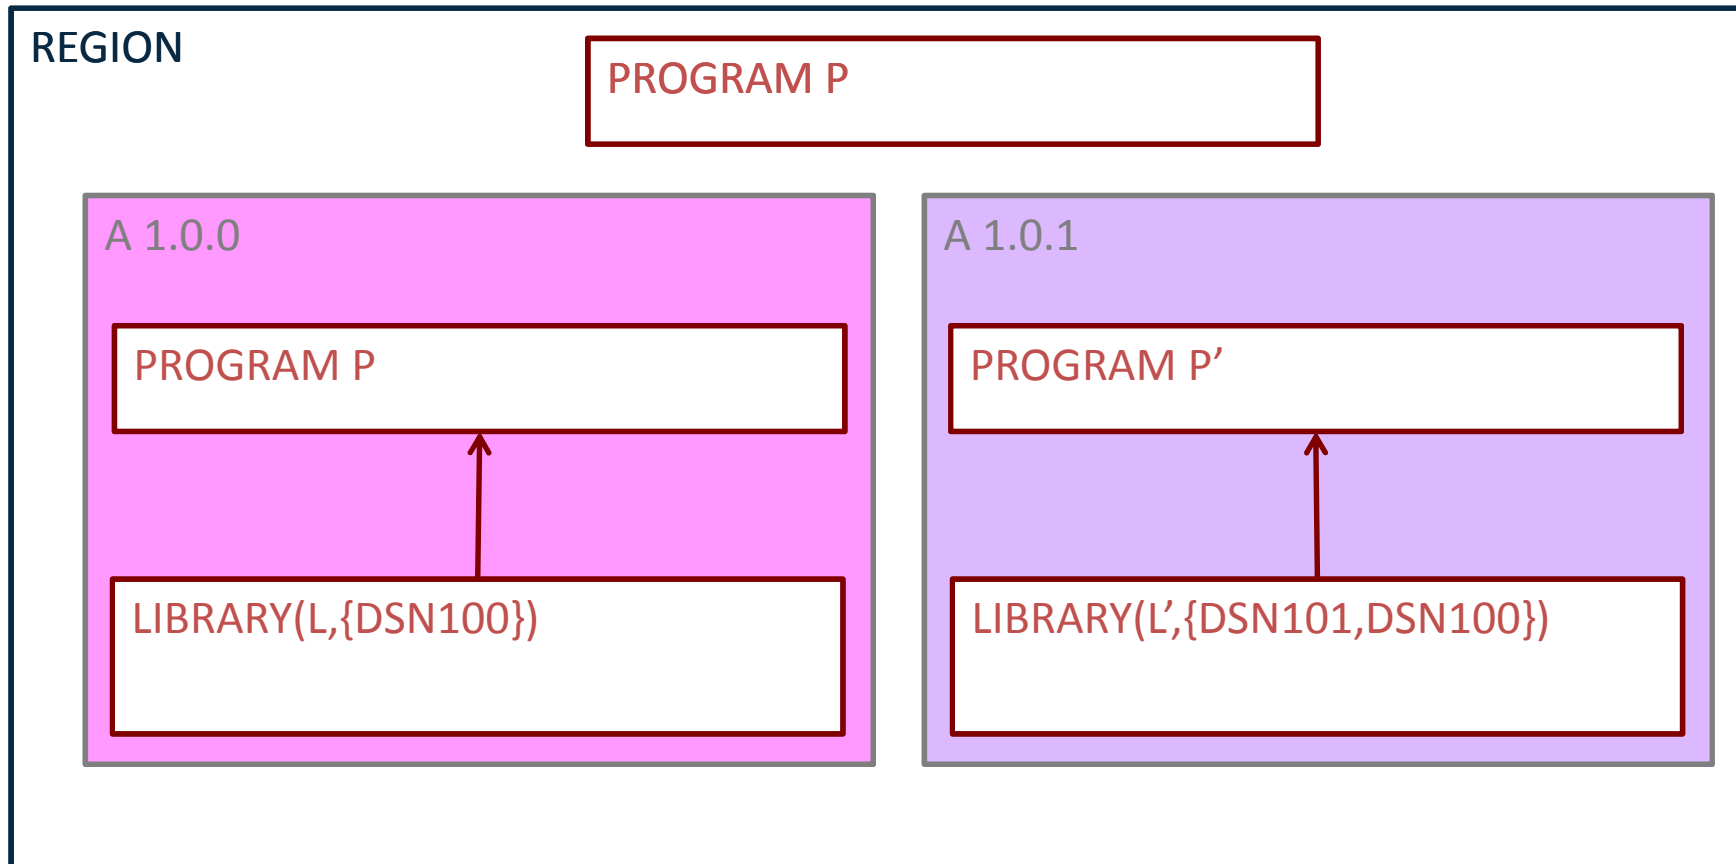 REGION
PROGRAM P
A 1.0.0
A 1.0.1
PROGRAM P
PROGRAM P’
LIBRARY(L,{DSN100})
LIBRARY(L’,{DSN101,DSN100})